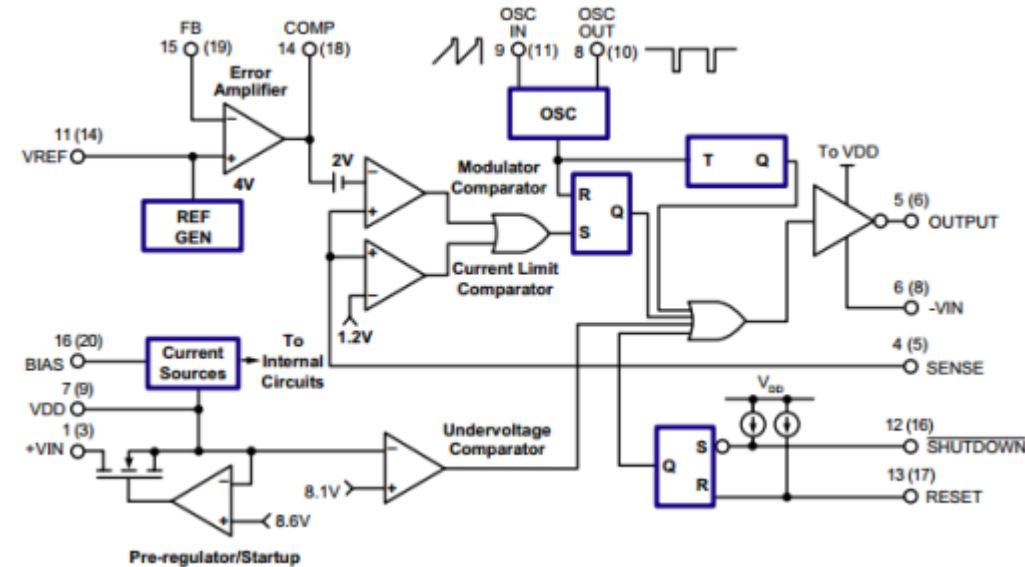 FB
15 (19)
COMP
14 (18)
OSC
IN
9 (11)
OSC
OUT
8 (10)
Error
Amplifier
OSC
11 (14)
VREF
4V
REF
GEN
2V
Modulator
Comparator
T Q
To VDD
R
Q
S
5 (6)
OUTPUT
Current Limit
Comparator
1.2V
6 (8)
-VIN
4 (5)
SENSE
16 (20)
BIAS
Current
Sources
To
Internal
Circuits
7 (9)
VDD
1 (3)
+VIN
Undervoltage
Comparator
8.1V
8.6V
Pre-regulator/Startup
VDD
S
Q
R
12 (16)
SHUTDOWN
13 (17)
RESET